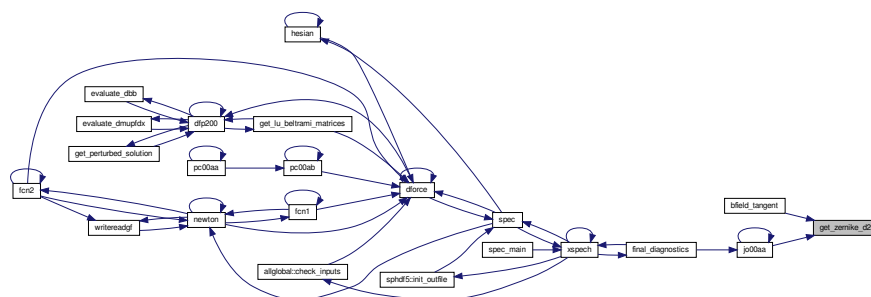 hesian
evaluate_dbb
evaluate_dmupfdx
dfp200
get_lu_beltrami_matrices
get_perturbed_solution
pc00aa
pc00ab
fcn2
dforce
fcn1
newton
writereadgf
spec
bfield_tangent
get_zernike_d2
spec_main
xspech
final_diagnostics
jo00aa
allglobal::check_inputs
sphdf5::init_outfile